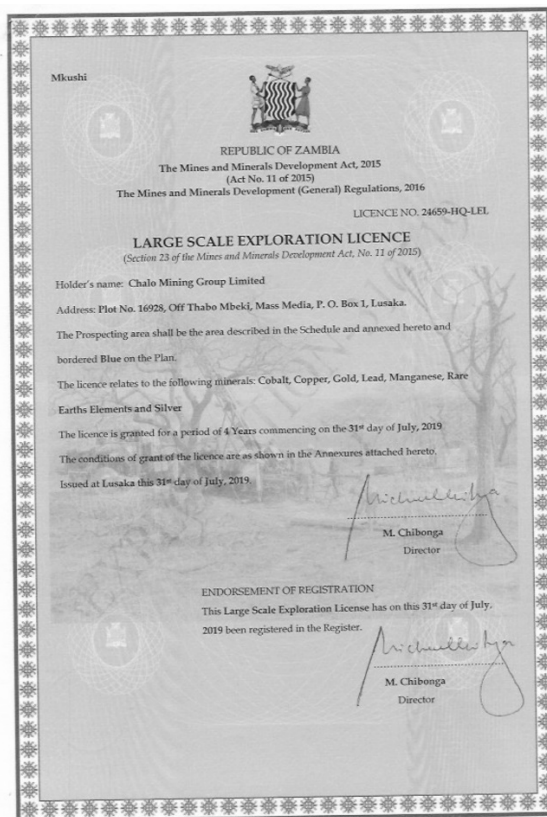 Mkushi
REPUBLIC OF ZAMBIA
The Mines and Minerals Development Act, 2015
(Act No. 11 of 2015)
The Mines and Minerals Development (General) Regulations, 2016
LICENCE NO. 24659-HQ-LEL
LARGE SCALE EXPLORATION LICENCE
(Section 23 of the Mines and Minerals Development Act, No. 11 of 2015)
Holder's name: Chalo Mining Group Limited
Address: Plot No. 16928, Off Thabo Mbeki, Mass Media, P. O. Box 1, Lusaka.
The Prospecting area shall be the area described in the Schedule and annexed hereto and
bordered Blue on the Plan.
The licence relates to the following minerals: Cobalt, Copper, Gold, Lead, Manganese, Rare
Earths Elements and Silver
The licence is granted for a period of 4 Years commencing on the 31st day of July, 2019
The conditions of grant of the licence are as shown in the Annexures attached hereto.
Issued at Lusaka this 31st day of July, 2019.
M. Chibonga
Director
ENDORSEMENT OF REGISTRATION
This Large Scale Exploration License has on this 31st day of July,
2019 been registered in the Register.
M. Chibonga
Director